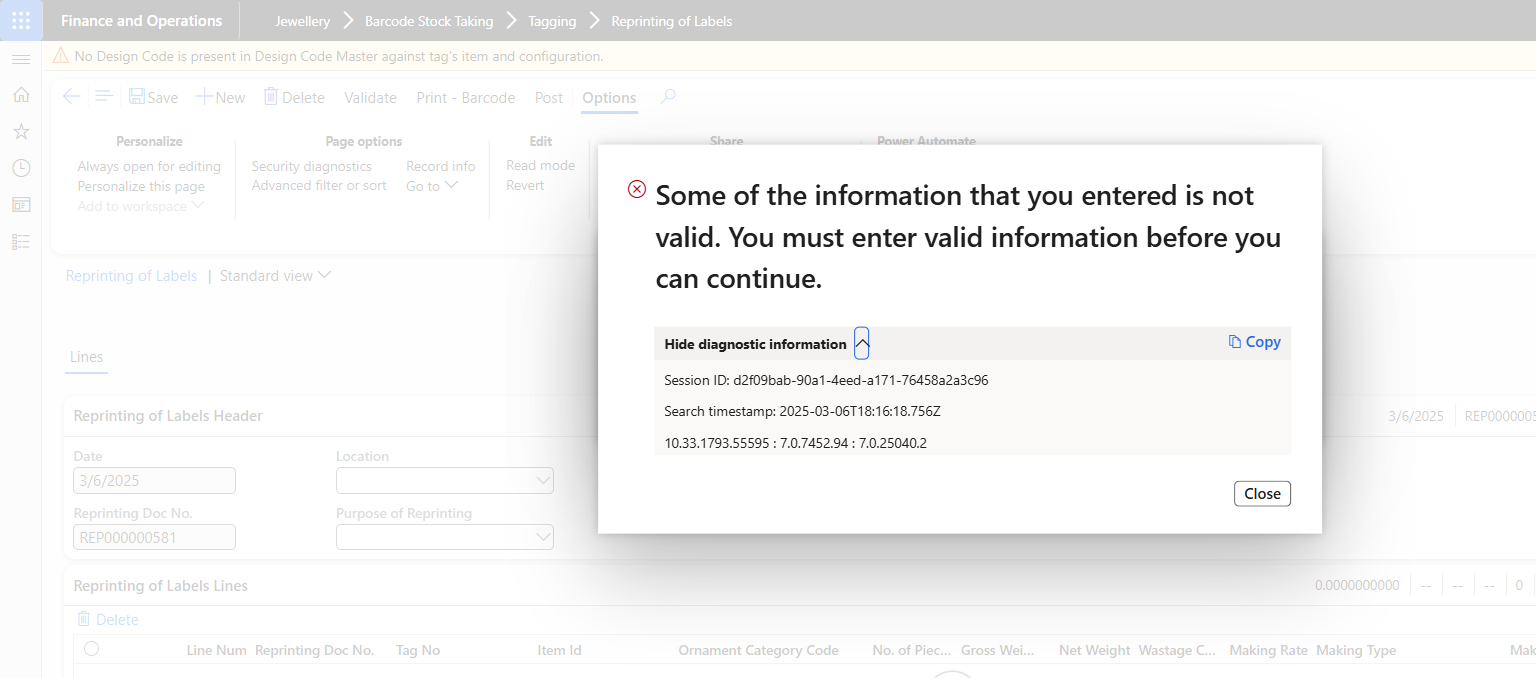 Finance and Operations
Jewellery Barcode Stock Taking Tagging Reprinting of Labels
No Design Code is present in Design Code Master against tag's item and configuration.
Save New Delete Validate Print - Barcode Post Options
Personalize
Always open for editing
Personalize this page
Add to workspace
Page options
Security diagnostics Record info
Advanced filter or sort Go to
Edit
Read mode
Revert
Share
Power Automate
Reprinting of Labels | Standard view
Some of the information that you entered is not
valid. You must enter valid information before you
can continue.
Hide diagnostic information Copy
Session ID: d2f09bab-90a1-4eed-a171-76458a2a3c96
Search timestamp: 2025-03-06T18:16:18.756Z
10.33.1793.55595 : 7.0.7452.94 : 7.0.25040.2
Close
Lines
Reprinting of Labels Header 3/6/2025 REP0000005
Date Location
3/6/2025
Reprinting Doc No. Purpose of Reprinting
REP000000581
Reprinting of Labels Lines 0.0000000000 -- -- -- 0
Delete
Line Num Reprinting Doc No. Tag No Item Id Ornament Category Code No. of Piec... Gross Wei... Net Weight Wastage C... Making Rate Making Type Mak